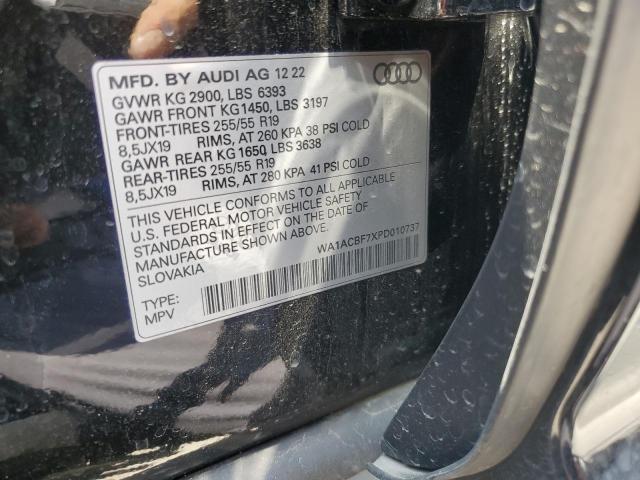 MFD. BY AUDI AG 12 22
GVWR KG 2900, LBS 6393
GAWR FRONT KG1450, LBS 3197
FRONT-TIRES 255/55 R19
8,5JX19 RIMS, AT 260 KPA 38 PSI COLD
GAWR REAR KG 1650, LBS 3638
REAR-TIRES 255/55 R19
8,5JX19 RIMS, AT 280 KPA 41 PSI COLD
THIS VEHICLE CONFORMS TO ALL APPLICABLE
U.S. FEDERAL MOTOR VEHICLE SAFETY
STANDARDS IN EFFECT ON THE DATE OF
MANUFACTURE SHOWN ABOVE.
SLOVAKIA
WA1ACBF7XPD010737
TYPE:
MPV